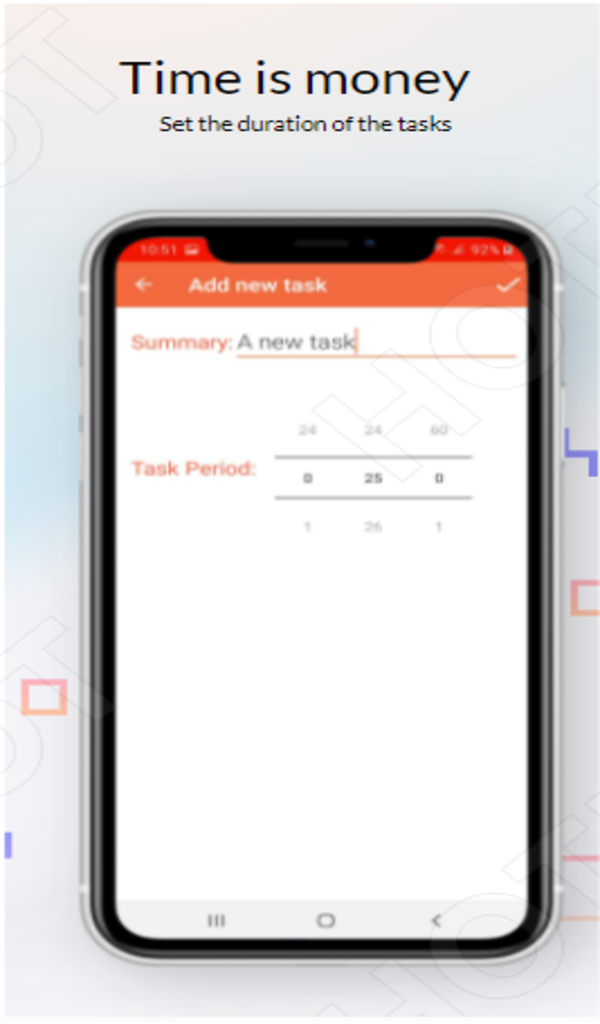 Time is money
Set the duration of the tasks
10:51 92%
Add new task
Summary: A new task
24 24 60
Task Period: 0 25 0
1 26 1